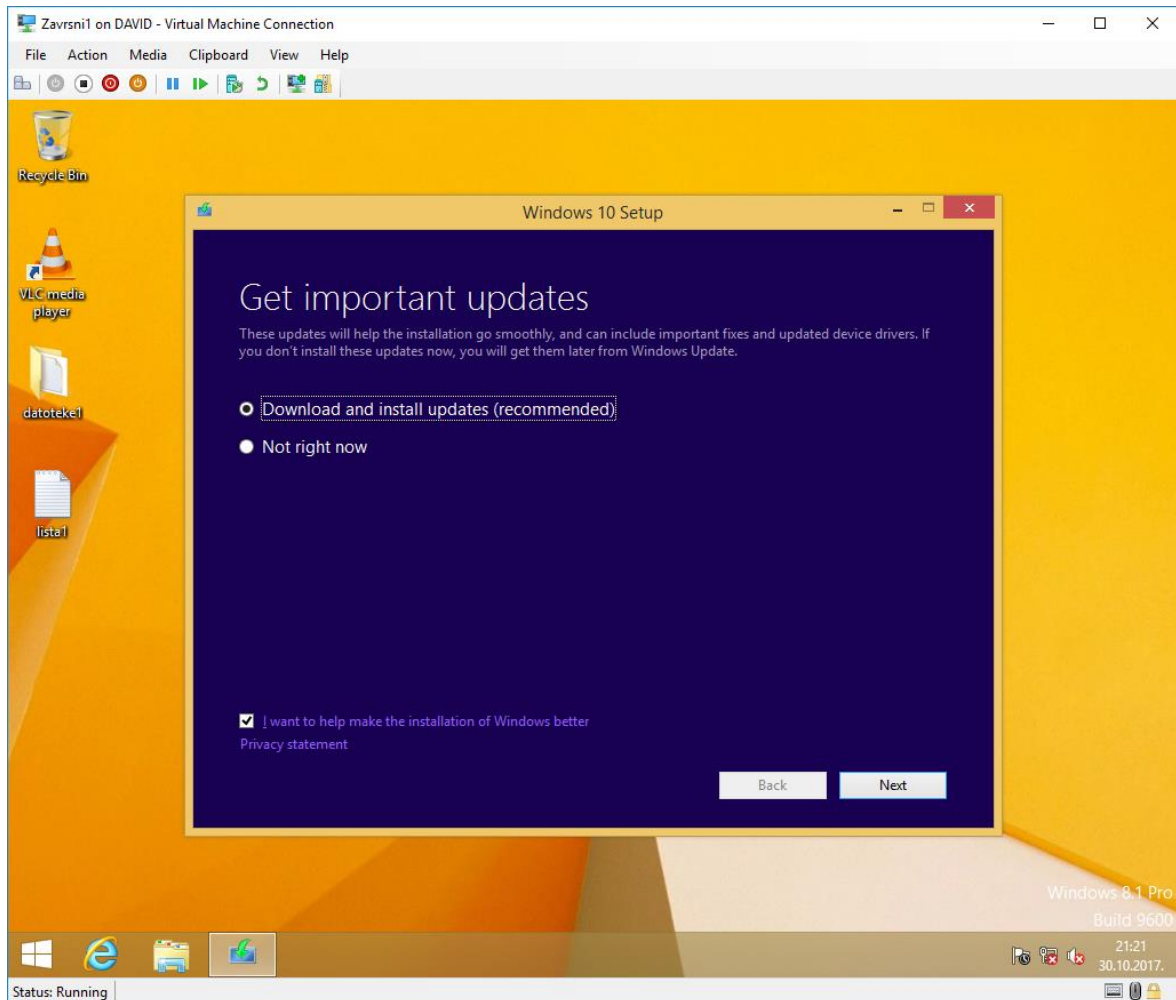 Zavrsni1 on DAVID - Virtual Machine Connection
File Action Media Clipboard View Help
Recycle Bin
Windows 10 Setup
VLC media
player
Get important updates
These updates will help the installation go smoothly, and can include important fixes and updated device drivers. If
you don't install these updates now, you will get them later from Windows Update.
datoteke1
Download and install updates (recommended)
Not right now
lista1
I want to help make the installation of Windows better
Privacy statement
Back Next
Windows 8.1 Pro
Build 9600
21:21
30.10.2017.
Status: Running